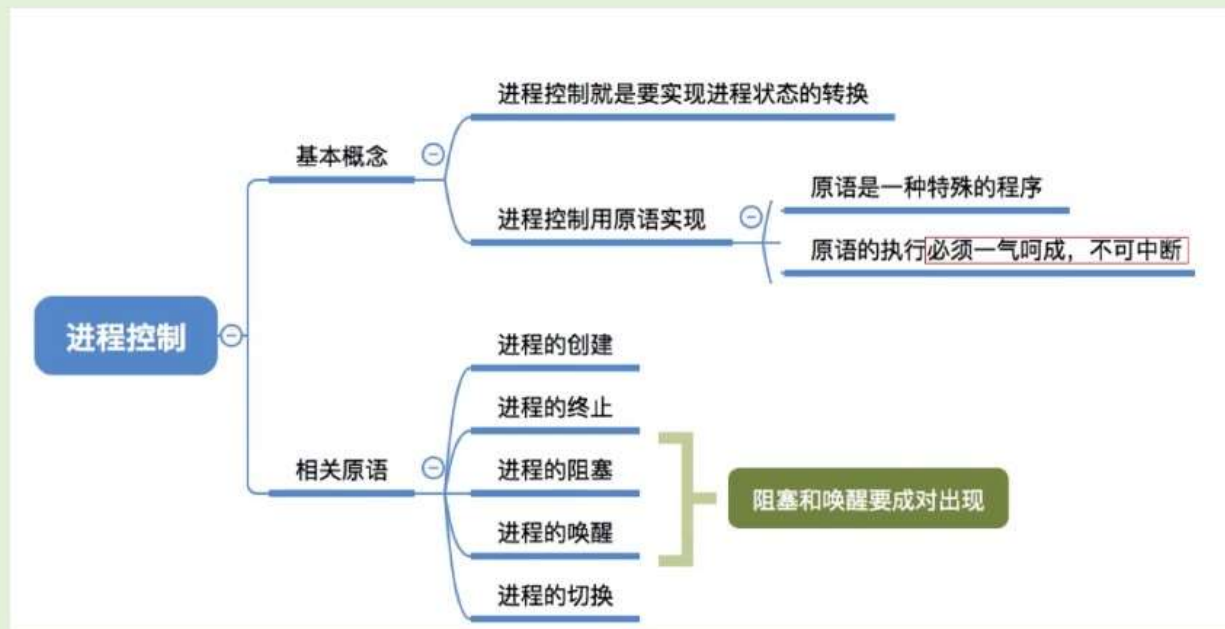 进程控制
基本概念
进程控制就是要实现进程状态的转换
进程控制用原语实现
原语是一种特殊的程序
原语的执行必须一气呵成，不可中断
相关原语
进程的创建
进程的终止
进程的阻塞
进程的唤醒
进程的切换
阻塞和唤醒要成对出现